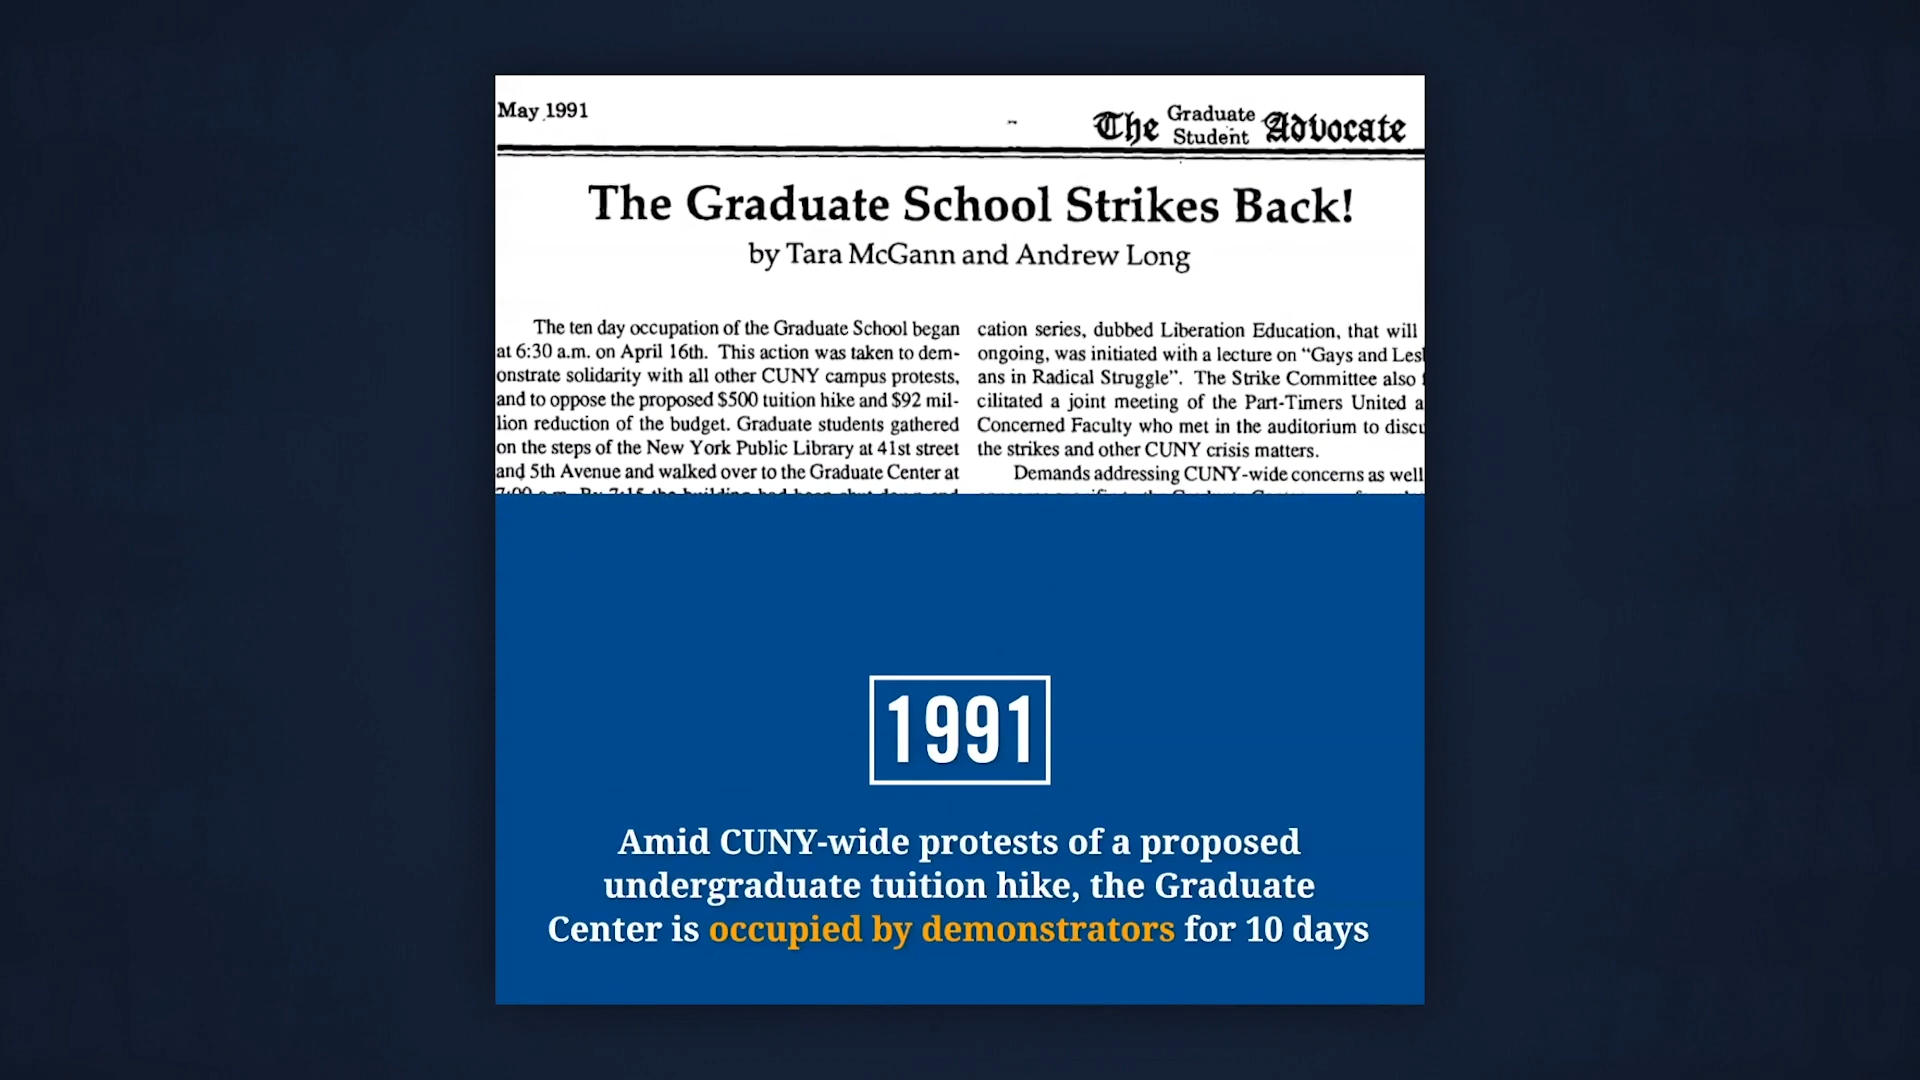 May 1991
The Graduate Student Advocate
The Graduate School Strikes Back!
by Tara McGann and Andrew Long
The ten day occupation of the Graduate School began
at 6:30 a.m. on April 16th. This action was taken to dem-
onstrate solidarity with all other CUNY campus protests,
and to oppose the proposed $500 tuition hike and $92 mil-
lion reduction of the budget. Graduate students gathered
on the steps of the New York Public Library at 41st street
and 5th Avenue and walked over to the Graduate Center at
cation series, dubbed Liberation Education, that will
ongoing, was initiated with a lecture on “Gays and Les
ans in Radical Struggle”. The Strike Committee also
cilitated a joint meeting of the Part-Timers United a
Concerned Faculty who met in the auditorium to discu
the strikes and other CUNY crisis matters.
Demands addressing CUNY-wide concerns as well
1991
Amid CUNY-wide protests of a proposed
undergraduate tuition hike, the Graduate
Center is occupied by demonstrators for 10 days